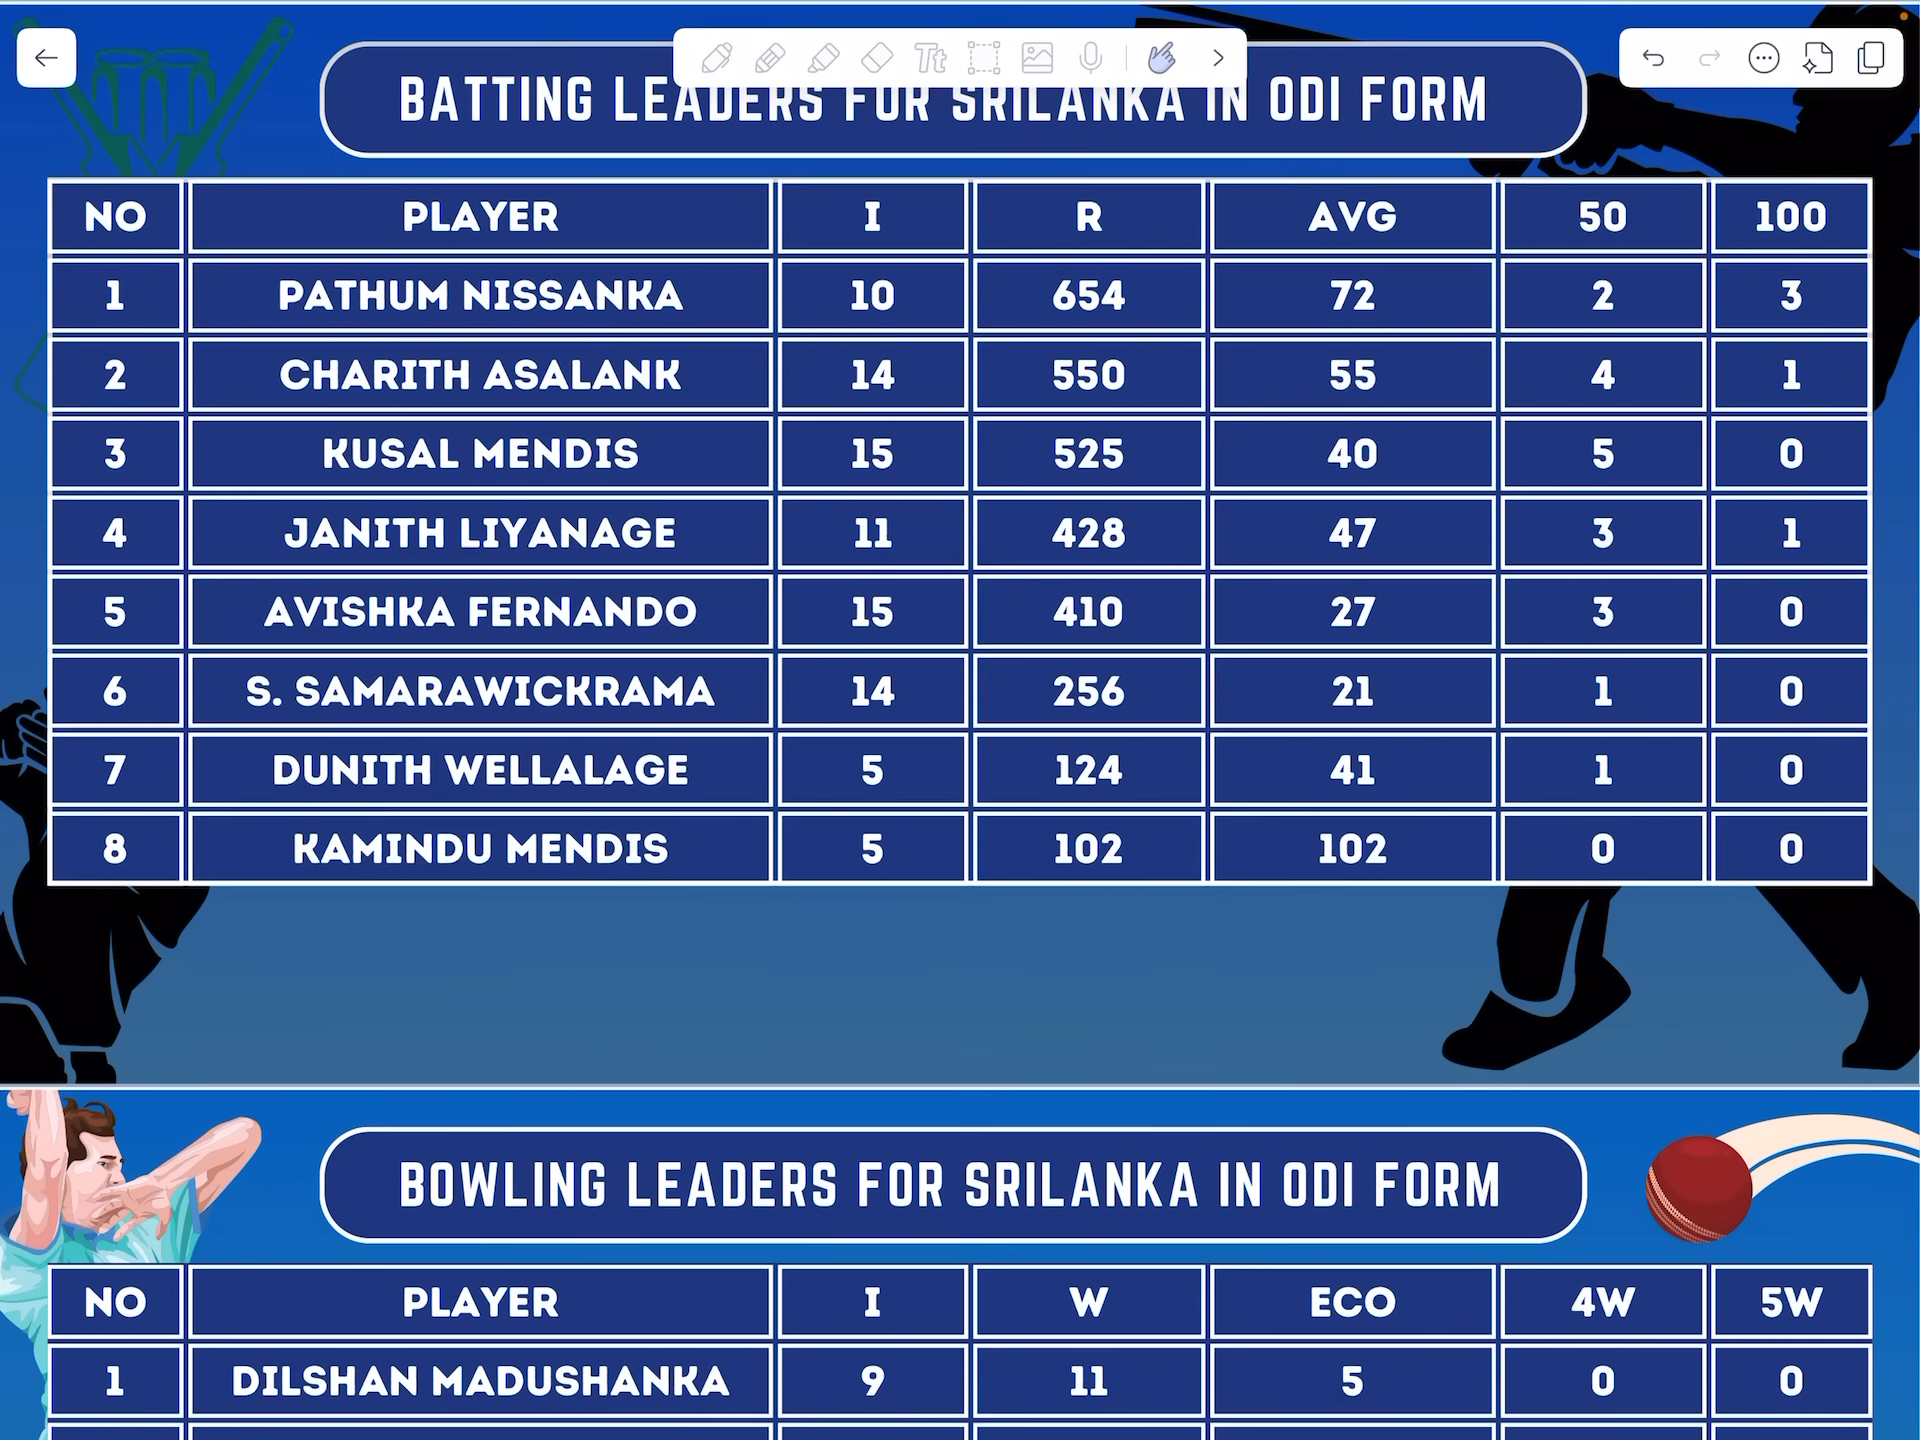 Tt
BATTING LEADERS FOR SRILANKA IN ODI FORM
NO PLAYER I R AVG 50 100
1 PATHUM NISSANKA 10 654 72 2 3
2 CHARITH ASALANK 14 550 55 4 1
3 KUSAL MENDIS 15 525 40 5 0
4 JANITH LIYANAGE 11 428 47 3 1
5 AVISHKA FERNANDO 15 410 27 3 0
6 S. SAMARAWICKRAMA 14 256 21 1 0
7 DUNITH WELLALAGE 5 124 41 1 0
8 KAMINDU MENDIS 5 102 102 0 0
BOWLING LEADERS FOR SRILANKA IN ODI FORM
NO PLAYER I W ECO 4W 5W
1 DILSHAN MADUSHANKA 9 11 5 0 0